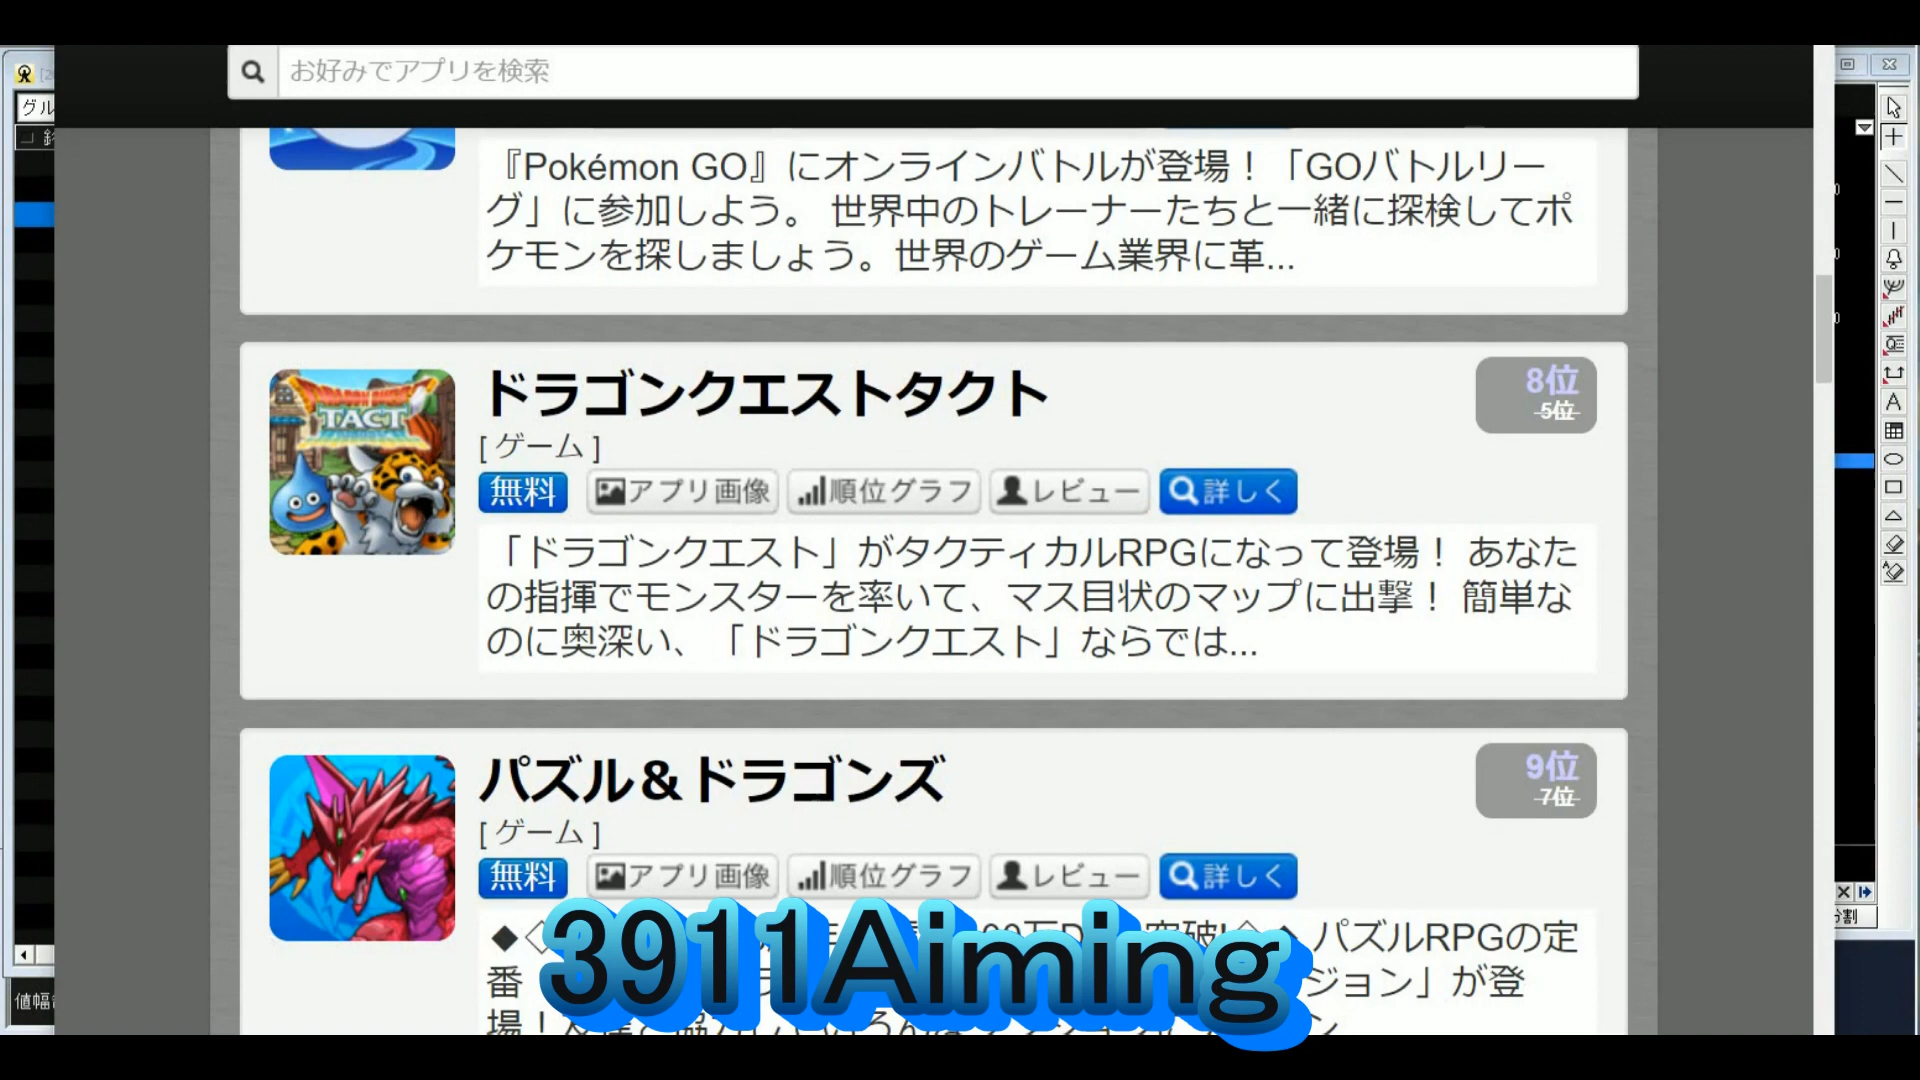 お好みでアプリを検索
グル
『Pokémon GO』にオンラインバトルが登場！「GOバトルリー
グ」に参加しよう。 世界中のトレーナーたちと一緒に探検してポ
ケモンを探しましょう。世界のゲーム業界に革...
DRAGON QUEST
TACT
ドラゴンクエストタクト
8位
5位
[ ゲーム ]
無料 アプリ画像 順位グラフ レビュー 詳しく
「ドラゴンクエスト」がタクティカルRPGになって登場！ あなた
の指揮でモンスターを率いて、マス目状のマップに出撃！ 簡単な
のに奥深い、「ドラゴンクエスト」ならでは...
パズル＆ドラゴンズ
9位
7位
[ ゲーム ]
無料 アプリ画像 順位グラフ レビュー 詳しく
突破!◇◆ パズルRPGの定
番
ジョン」が登
場！
3911Aiming
分割
値幅